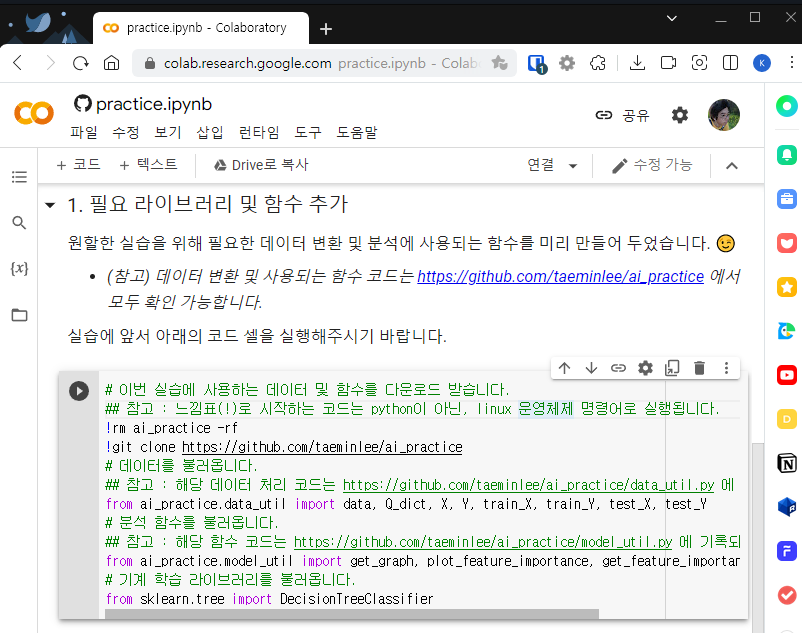 practice.ipynb - Colaboratory
colab.research.google.com practice.ipynb - Colab
1
K
practice.ipynb
파일 수정 보기 삽입 런타임 도구 도움말
공유
+ 코드 + 텍스트 Drive로 복사 연결 수정 가능
1. 필요 라이브러리 및 함수 추가
원할한 실습을 위해 필요한 데이터 변환 및 분석에 사용되는 함수를 미리 만들어 두었습니다. 😉
• (참고) 데이터 변환 및 사용되는 함수 코드는 https://github.com/taeminlee/ai_practice 에서
모두 확인 가능합니다.
실습에 앞서 아래의 코드 셀을 실행해주시기 바랍니다.
# 이번 실습에 사용하는 데이터 및 함수를 다운로드 받습니다.
## 참고 : 느낌표(!)로 시작하는 코드는 python이 아닌, linux 운영체제 명령어로 실행됩니다.
!rm ai_practice -rf
!git clone https://github.com/taeminlee/ai_practice
# 데이터를 불러옵니다.
## 참고 : 해당 데이터 처리 코드는 https://github.com/taeminlee/ai_practice/data_util.py 에
from ai_practice.data_util import data, Q_dict, X, Y, train_X, train_Y, test_X, test_Y
# 분석 함수를 불러옵니다.
## 참고 : 해당 함수 코드는 https://github.com/taeminlee/ai_practice/model_util.py 에 기록되
from ai_practice.model_util import get_graph, plot_feature_importance, get_feature_importan
# 기계 학습 라이브러리를 불러옵니다.
from sklearn.tree import DecisionTreeClassifier
{x}
D
N
F